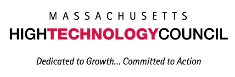 MASSACHUSETTS
HIGHTECHNOLOGYCOUNCIL
Dedicated to Growth... Committed to Action